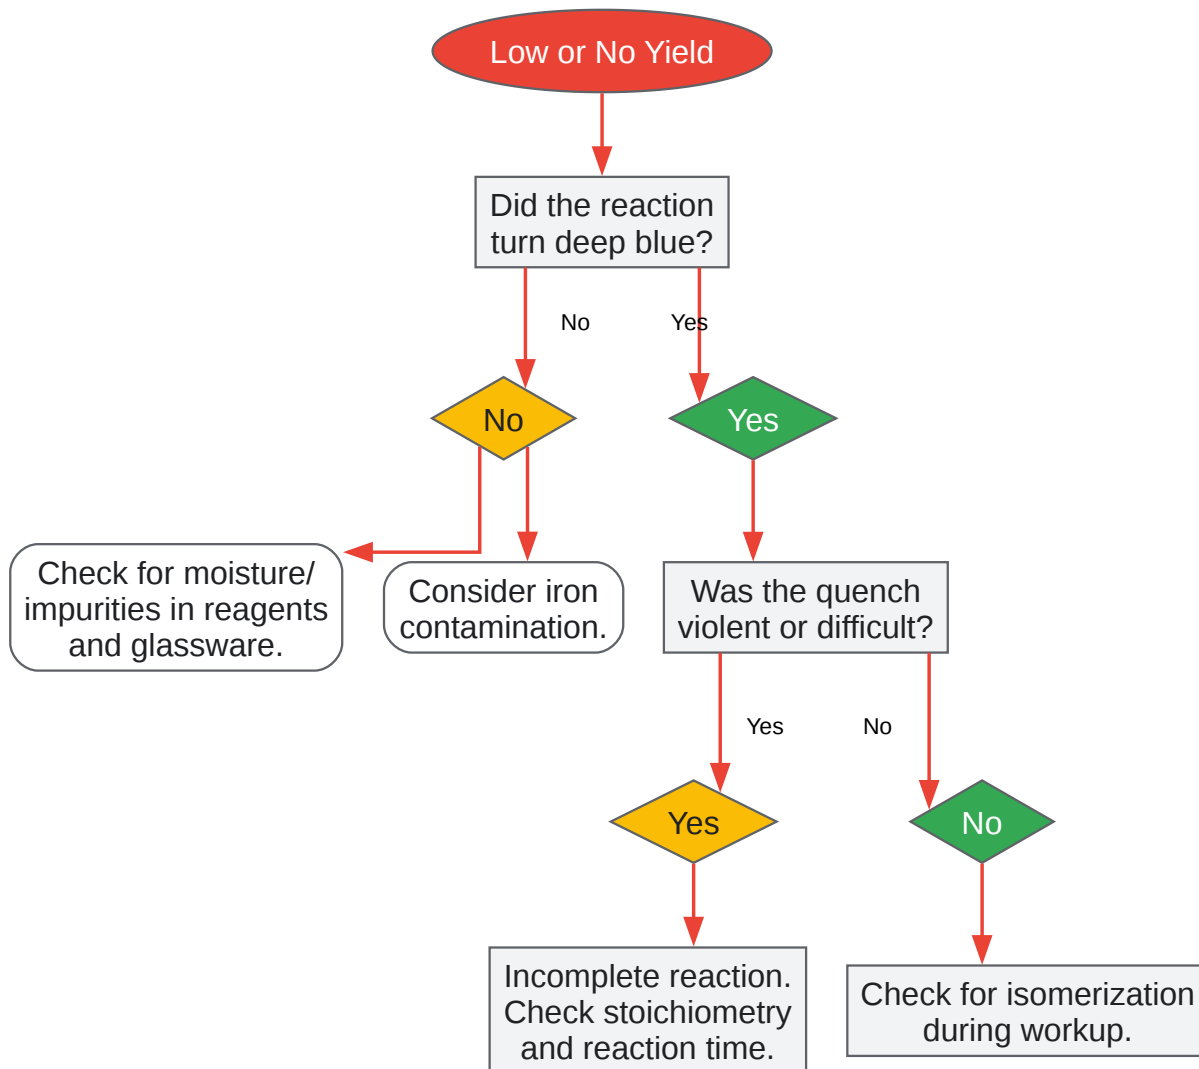 Low or No Yield
Did the reaction
turn deep blue?
No
Yes
No
Yes
Check for moisture/
impurities in reagents
and glassware.
Consider iron
contamination.
Was the quench
violent or difficult?
Yes
No
Yes
No
Incomplete reaction.
Check stoichiometry
and reaction time.
Check for isomerization
during workup.